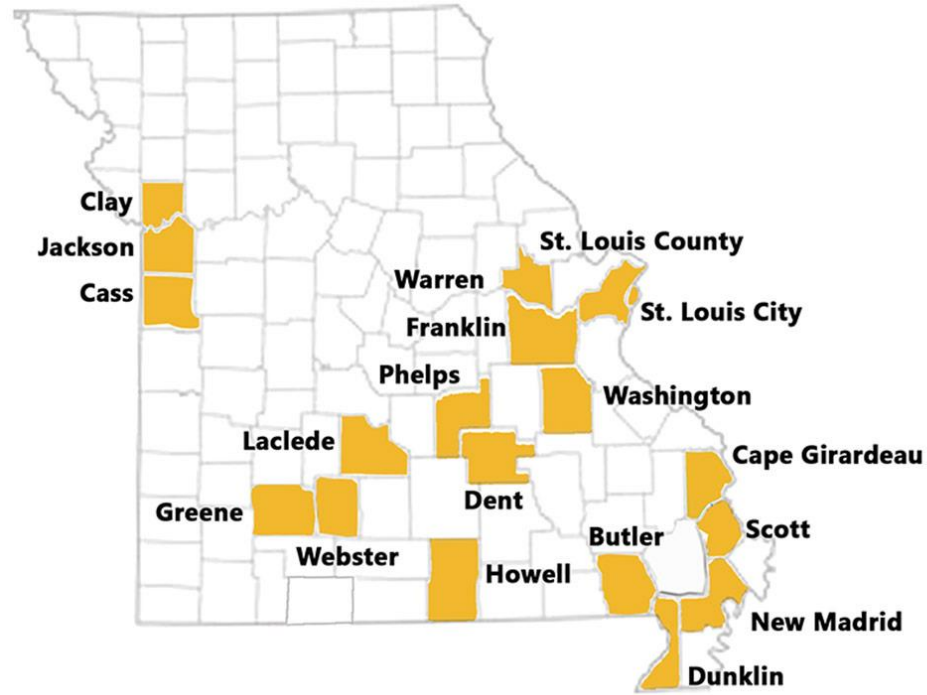 Clay
Jackson
St. Louis County
Warren
Cass
St. Louis City
Franklin
Phelps
Washington
Laclede
Cape Girardeau
Dent
Greene
Scott
Butler
Webster
Howell
New Madrid
Dunklin